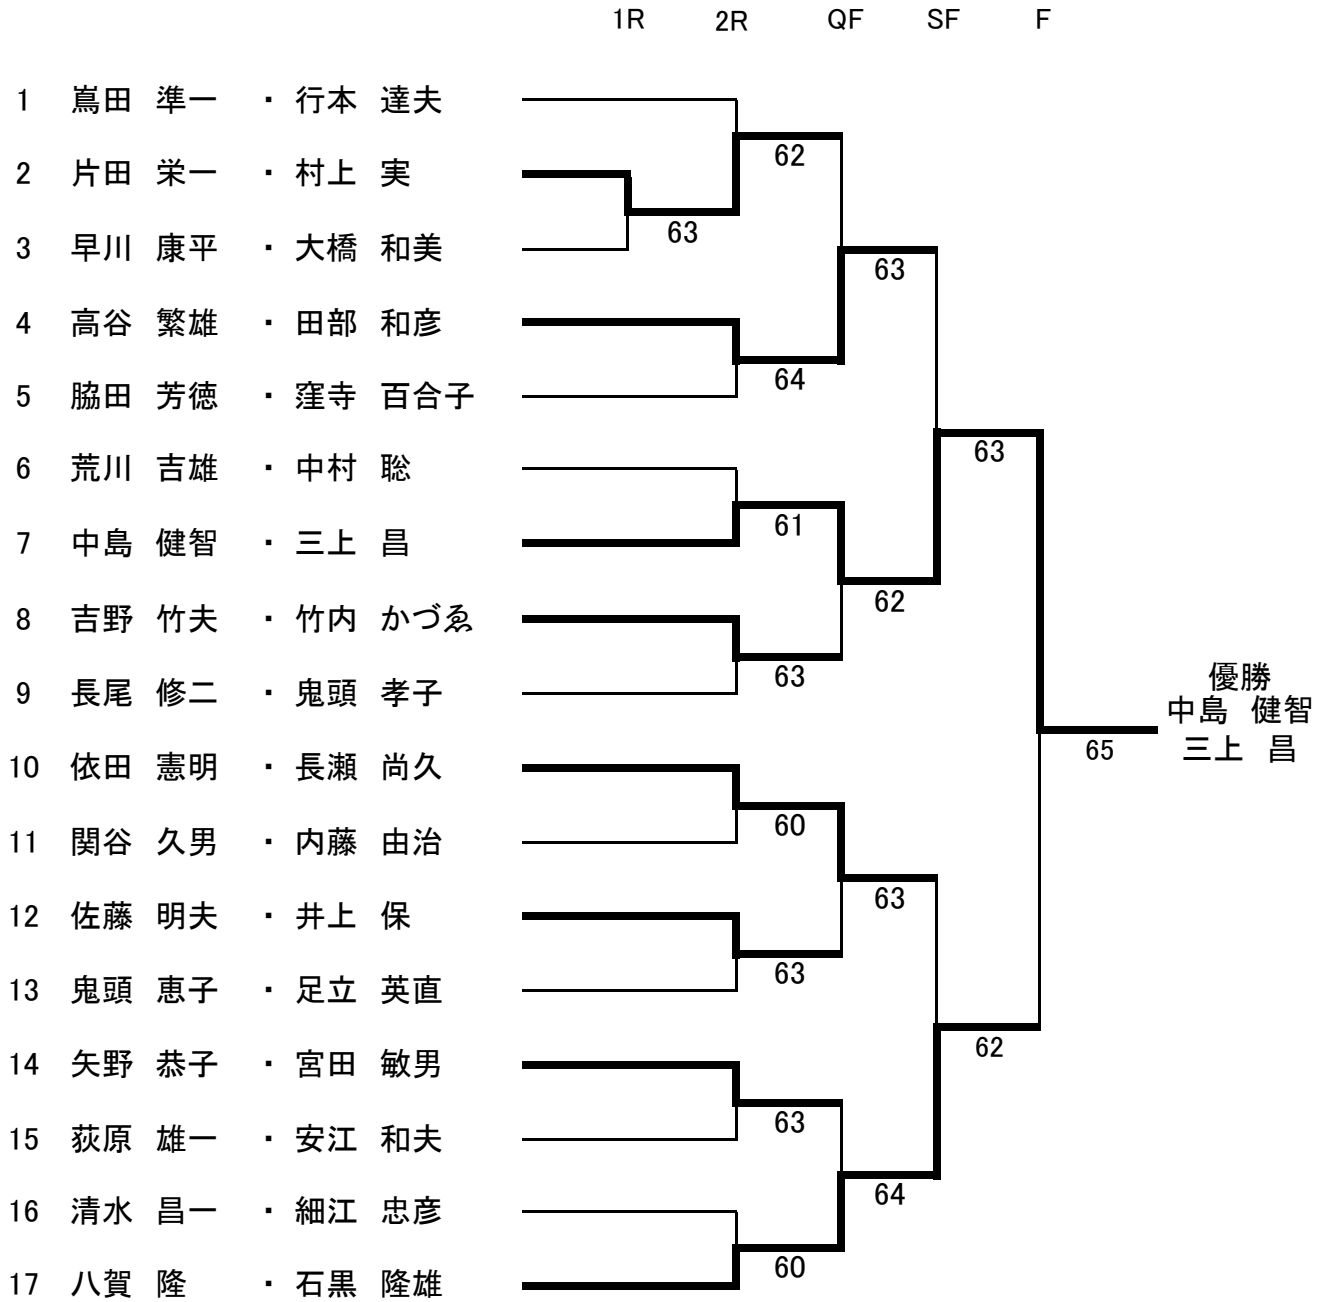 1R 2R QF SF F
1 嶌田 準一 ・ 行本 達夫
62
2 片田 栄一 ・ 村上 実
63
3 早川 康平 ・ 大橋 和美
63
4 高谷 繁雄 ・ 田部 和彦
64
5 脇田 芳徳 ・ 窪寺 百合子
63
6 荒川 吉雄 ・ 中村 聡
61
7 中島 健智 ・ 三上 昌
62
8 吉野 竹夫 ・ 竹内 かづゑ
63
9 長尾 修二 ・ 鬼頭 孝子
優勝
中島 健智
三上 昌
65
10 依田 憲明 ・ 長瀬 尚久
60
11 関谷 久男 ・ 内藤 由治
63
12 佐藤 明夫 ・ 井上 保
63
13 鬼頭 恵子 ・ 足立 英直
62
14 矢野 恭子 ・ 宮田 敏男
63
15 荻原 雄一 ・ 安江 和夫
64
16 清水 昌一 ・ 細江 忠彦
60
17 八賀 隆 ・ 石黒 隆雄